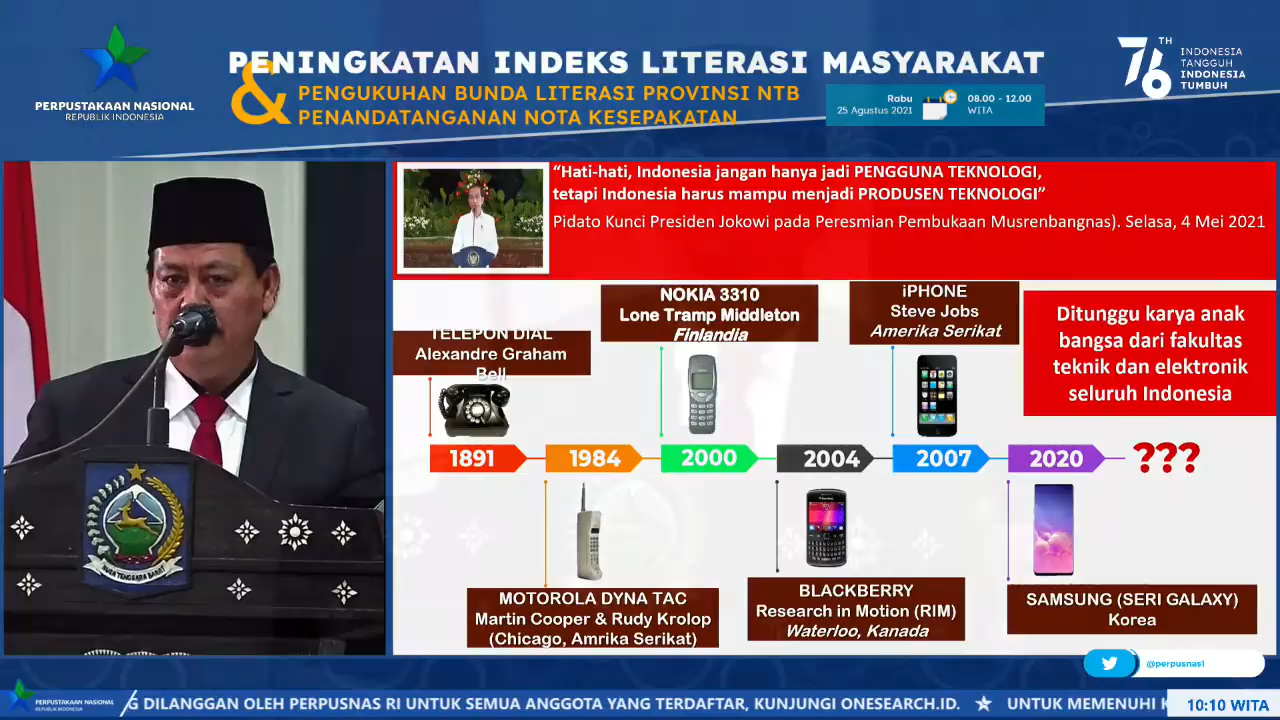 PERPUSTAKAAN NASIONAL
REPUBLIK INDONESIA
PENINGKATAN INDEKS LITERASI MASYARAKAT
& PENGUKUHAN BUNDA LITERASI PROVINSI NTB
PENANDATANGANAN NOTA KESEPAKATAN
Rabu
25 Agustus 2021
08.00 - 12.00
WITA
76TH
INDONESIA
TANGGUH
INDONESIA
TUMBUH
“Hati-hati, Indonesia jangan hanya jadi PENGGUNA TEKNOLOGI,
tetapi Indonesia harus mampu menjadi PRODUSEN TEKNOLOGI”
Pidato Kunci Presiden Jokowi pada Peresmian Pembukaan Musrenbangnas). Selasa, 4 Mei 2021
TELEPON DIAL
Alexandre Graham
Bell
NOKIA 3310
Lone Tramp Middleton
Finlandia
iPHONE
Steve Jobs
Amerika Serikat
Ditunggu karya anak
bangsa dari fakultas
teknik dan elektronik
seluruh Indonesia
1891
1984
2000
2004
2007
2020
???
MOTOROLA DYNA TAC
Martin Cooper & Rudy Krolop
(Chicago, Amrika Serikat)
BLACKBERRY
Research in Motion (RIM)
Waterloo, Kanada
SAMSUNG (SERI GALAXY)
Korea
NUSA TENGGARA BARAT
@perpusnas1
PERPUSTAKAAN NASIONAL
REPUBLIK INDONESIA
G DILANGGAN OLEH PERPUSNAS RI UNTUK SEMUA ANGGOTA YANG TERDAFTAR, KUNJUNGI ONESEARCH.ID. ★ UNTUK MEMENUHI K
10:10 WITA